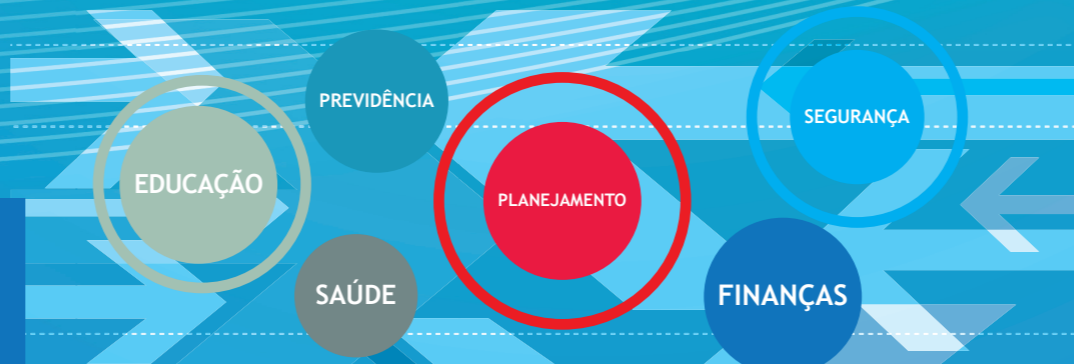 PREVIDÊNCIA
SEGURANÇA
EDUCAÇÃO
PLANEJAMENTO
SAÚDE
FINANÇAS